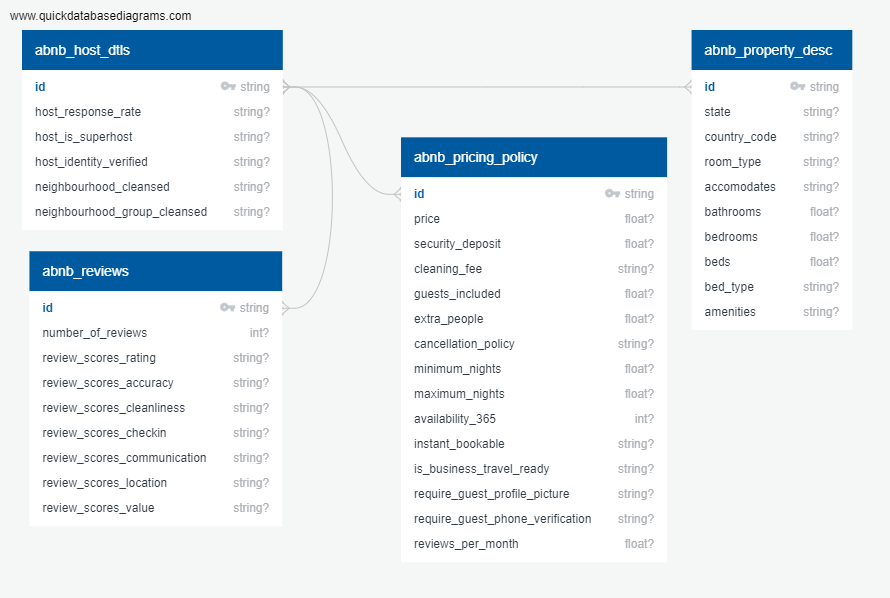 www.quickdatabasediagrams.com
abnb_host_dtls
id string
host_response_rate string?
host_is_superhost string?
host_identity_verified string?
neighbourhood_cleansed string?
neighbourhood_group_cleansed string?
abnb_reviews
id string
number_of_reviews int?
review_scores_rating string?
review_scores_accuracy string?
review_scores_cleanliness string?
review_scores_checkin string?
review_scores_communication string?
review_scores_location string?
review_scores_value string?
abnb_pricing_policy
id string
price float?
security_deposit float?
cleaning_fee string?
guests_included float?
extra_people float?
cancellation_policy string?
minimum_nights float?
maximum_nights float?
availability_365 int?
instant_bookable string?
is_business_travel_ready string?
require_guest_profile_picture string?
require_guest_phone_verification string?
reviews_per_month float?
abnb_property_desc
id string
state string?
country_code string?
room_type string?
accomodates string?
bathrooms float?
bedrooms float?
beds float?
bed_type string?
amenities string?